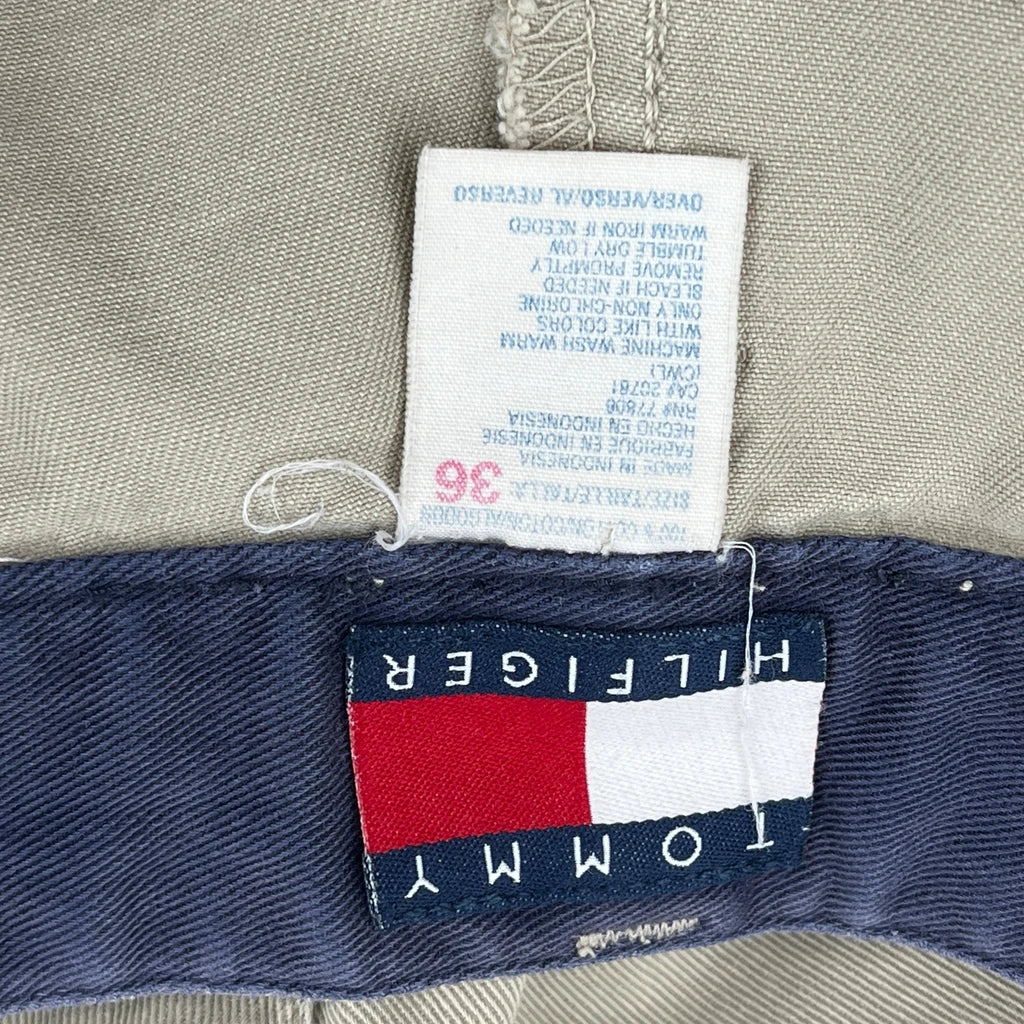 TOMMY
HILFIGER
100% COTTON/COTON/ALGODON
SIZE/TAILLE/TALLA: 36
MADE IN INDONESIA
FABRIQUE EN INDONESIE
HECHO EN INDONESIA
RN# 77806
CA# 20781
(CWL)
MACHINE WASH WARM
WITH LIKE COLORS
ONLY NON-CHLORINE
BLEACH IF NEEDED
REMOVE PROMPTLY
TUMBLE DRY LOW
WARM IRON IF NEEDED
OVER/VERSO/AL REVERSO